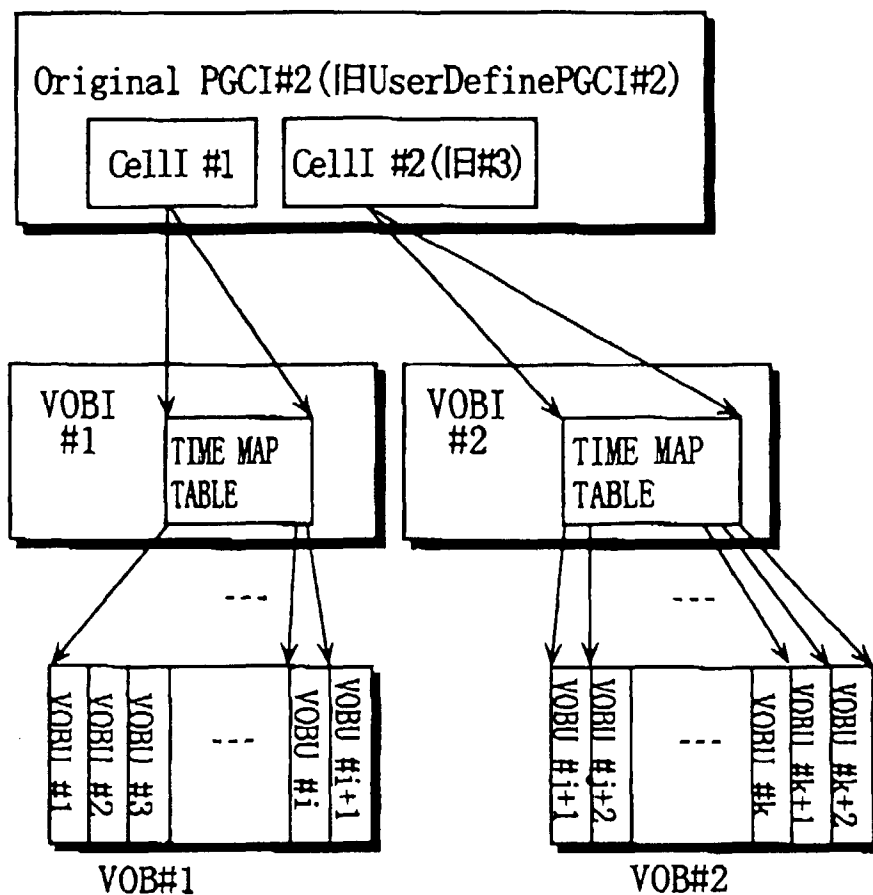 Original PGCI#2(旧UserDefinePGCI#2)
CellI #1
CellI #2(旧#3)
VOBI
#1
TIME MAP
TABLE
VOBI
#2
TIME MAP
TABLE
---
---
VOBU #1
VOBU #2
VOBU #3
---
VOBU #i
VOBU #i+1
VOBU #j+1
VOBU #j+2
---
VOBU #k
VOBU #k+1
VOBU #k+2
VOB#1
VOB#2